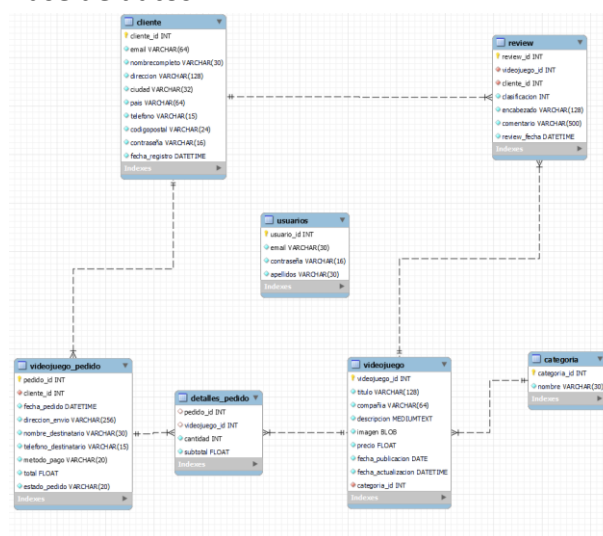 cliente
cliente_id INT
email VARCHAR(64)
nombrecompleto VARCHAR(30)
direccion VARCHAR(128)
ciudad VARCHAR(32)
pais VARCHAR(64)
telefono VARCHAR(15)
codigopostal VARCHAR(24)
contraseña VARCHAR(16)
fecha_registro DATETIME
Indexes
review
review_id INT
videojuego_id INT
cliente_id INT
clasificacion INT
encabezado VARCHAR(128)
comentario VARCHAR(500)
review_fecha DATETIME
Indexes
usuarios
usuario_id INT
email VARCHAR(30)
contraseña VARCHAR(16)
apellidos VARCHAR(30)
Indexes
videojuego_pedido
pedido_id INT
cliente_id INT
fecha_pedido DATETIME
direccion_envio VARCHAR(256)
nombre_destinatario VARCHAR(30)
telefno_destinatario VARCHAR(15)
metodo_pago VARCHAR(20)
total FLOAT
estado_pedido VARCHAR(20)
Indexes
detalles_pedido
pedido_id INT
videojuego_id INT
cantidad INT
subtotal FLOAT
Indexes
videojuego
videojuego_id INT
titulo VARCHAR(128)
compañia VARCHAR(64)
descripcion MEDIUMTEXT
imagen BLOB
precio FLOAT
fecha_publicacion DATE
fecha_actualizacion DATETIME
categoria_id INT
Indexes
categoria
categoria_id INT
nombre VARCHAR(30)
Indexes